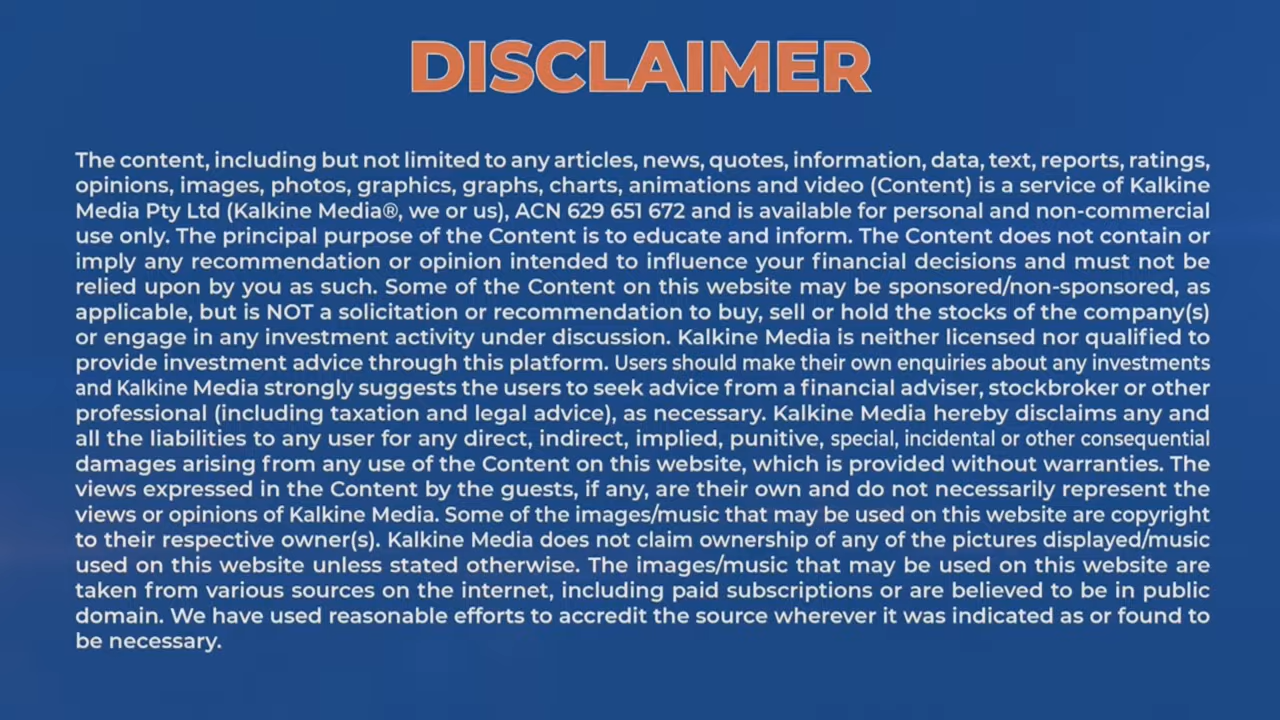 DISCLAIMER
The content, including but not limited to any articles, news, quotes, information, data, text, reports, ratings,
opinions, images, photos, graphics, graphs, charts, animations and video (Content) is a service of Kalkine
Media Pty Ltd (Kalkine Media®, we or us), ACN 629 651 672 and is available for personal and non-commercial
use only. The principal purpose of the Content is to educate and inform. The Content does not contain or
imply any recommendation or opinion intended to influence your financial decisions and must not be
relied upon by you as such. Some of the Content on this website may be sponsored/non-sponsored, as
applicable, but is NOT a solicitation or recommendation to buy, sell or hold the stocks of the company(s)
or engage in any investment activity under discussion. Kalkine Media is neither licensed nor qualified to
provide investment advice through this platform. Users should make their own enquiries about any investments
and Kalkine Media strongly suggests the users to seek advice from a financial adviser, stockbroker or other
professional (including taxation and legal advice), as necessary. Kalkine Media hereby disclaims any and
all the liabilities to any user for any direct, indirect, implied, punitive, special, incidental or other consequential
damages arising from any use of the Content on this website, which is provided without warranties. The
views expressed in the Content by the guests, if any, are their own and do not necessarily represent the
views or opinions of Kalkine Media. Some of the images/music that may be used on this website are copyright
to their respective owner(s). Kalkine Media does not claim ownership of any of the pictures displayed/music
used on this website unless stated otherwise. The images/music that may be used on this website are
taken from various sources on the internet, including paid subscriptions or are believed to be in public
domain. We have used reasonable efforts to accredit the source wherever it was indicated as or found to
be necessary.